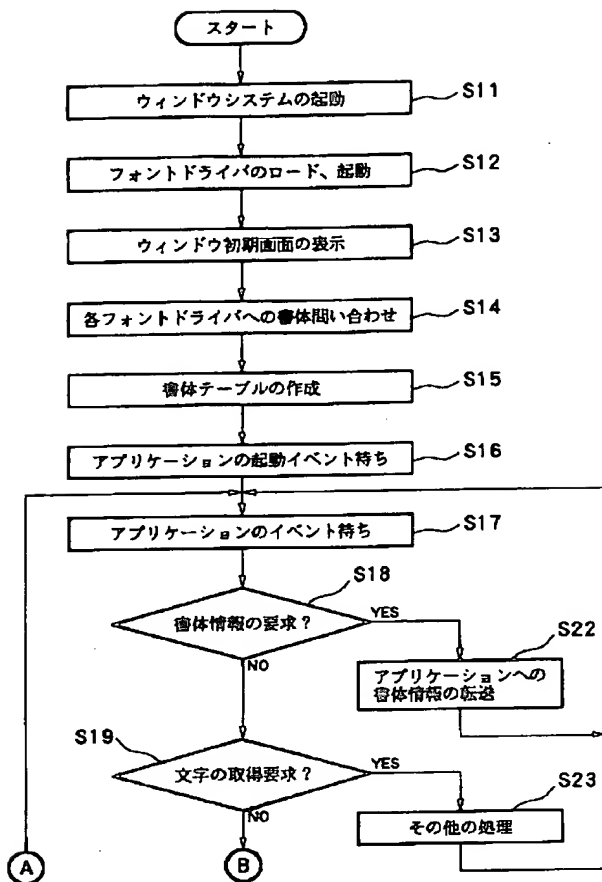 スタート
ウィンドウシステムの起動
S11
フォントドライバのロード、起動
S12
ウィンドウ初期画面の表示
S13
各フォントドライバへの書体問い合わせ
S14
書体テーブルの作成
S15
アプリケーションの起動イベント待ち
S16
アプリケーションのイベント待ち
S17
S18
書体情報の要求？
YES
NO
S22
アプリケーションへの
書体情報の転送
S19
文字の取得要求？
YES
NO
S23
その他の処理
A
B